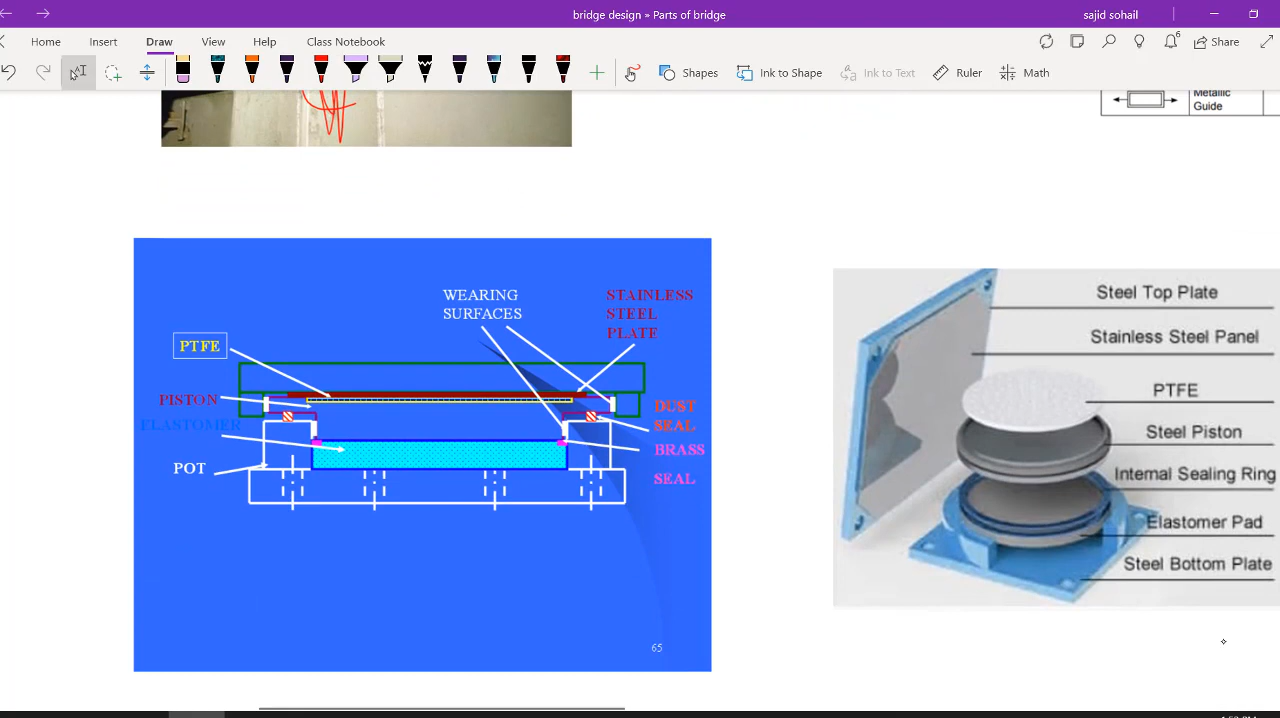 bridge design » Parts of bridge
sajid sohail
Home
Insert
Draw
View
Help
Class Notebook
6
Share
Shapes
Ink to Shape
Ink to Text
Ruler
Math
Metallic
Guide
WEARING
SURFACES
STAINLESS
STEEL
PLATE
PTFE
PISTON
ELASTOMER
POT
DUST
SEAL
BRASS
SEAL
65
Steel Top Plate
Stainless Steel Panel
PTFE
Steel Piston
Internal Sealing Ring
Elastomer Pad
Steel Bottom Plate